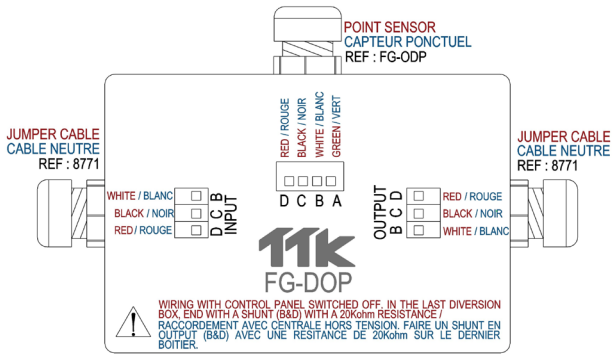 POINT SENSOR
CAPTEUR PONCTUEL
REF : FG-ODP
JUMPER CABLE
CABLE NEUTRE
REF : 8771
JUMPER CABLE
CABLE NEUTRE
REF : 8771
RED / ROUGE
BLACK / NOIR
WHITE / BLANC
GREEN / VERT
D C B A
WHITE / BLANC
BLACK / NOIR
RED / ROUGE
D C B
INPUT
OUTPUT
B C D
RED / ROUGE
BLACK / NOIR
WHITE / BLANC
TTK
FG-DOP
WIRING WITH CONTROL PANEL SWITCHED OFF. IN THE LAST DIVERSION
BOX, END WITH A SHUNT (B&D) WITH A 20Kohm RESISTANCE /
RACCORDEMENT AVEC CENTRALE HORS TENSION. FAIRE UN SHUNT EN
OUTPUT (B&D) AVEC UNE RESITANCE DE 20Kohm SUR LE DERNIER
BOITIER.